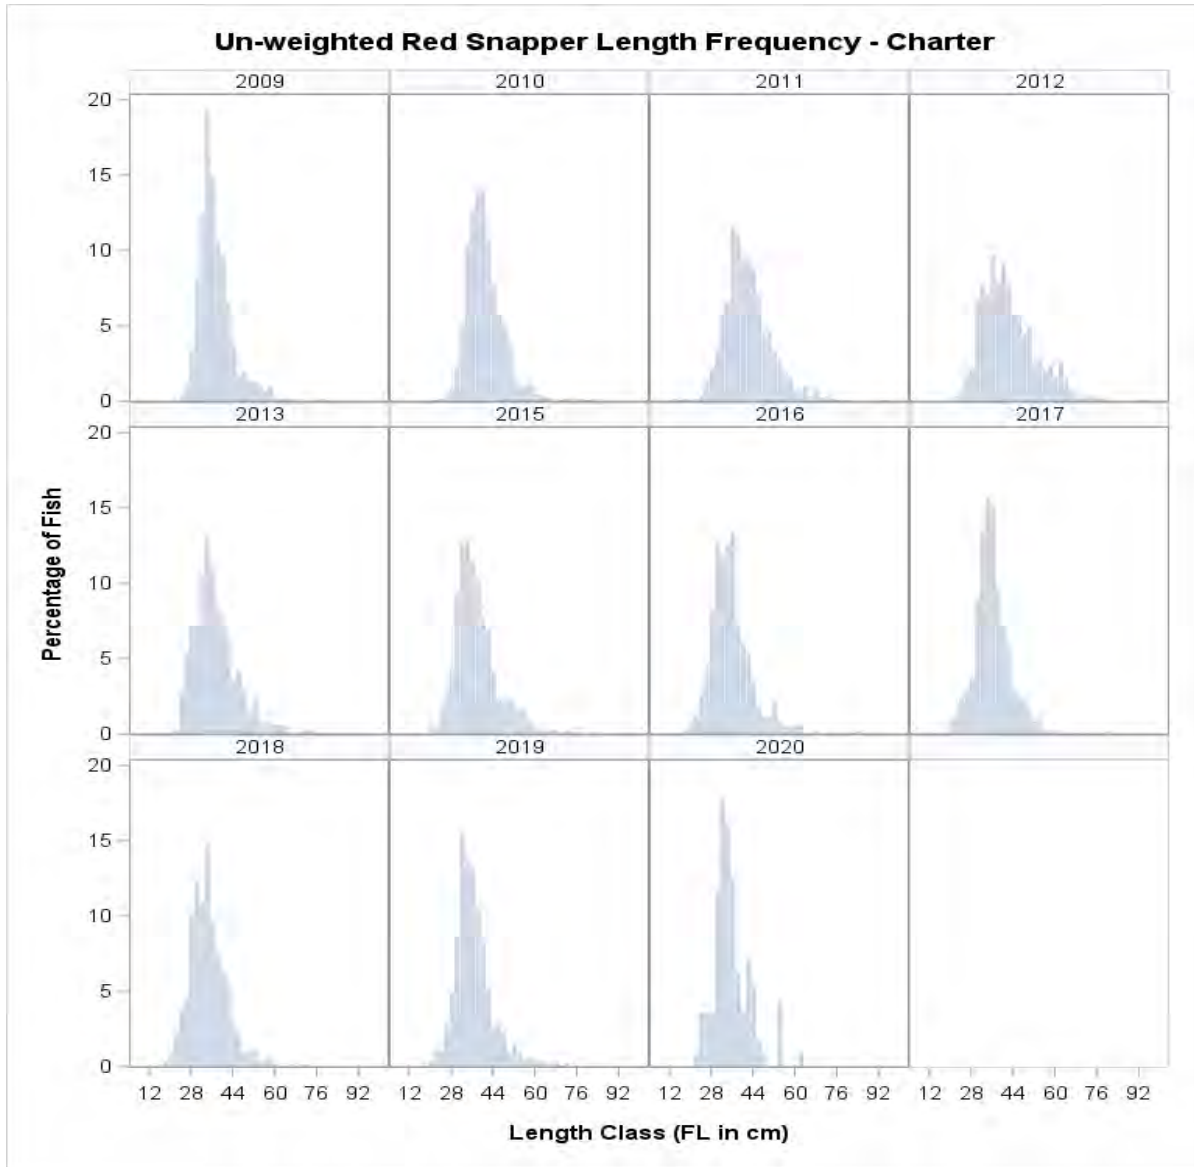 Un-weighted Red Snapper Length Frequency - Charter
2009 2010 2011 2012
20
15
10
5
0
2013 2015 2016 2017
20
15
10
5
0
2018 2019 2020
20
15
10
5
0
Percentage of Fish
12 28 44 60 76 92 12 28 44 60 76 92 12 28 44 60 76 92 12 28 44 60 76 92
Length Class (FL in cm)